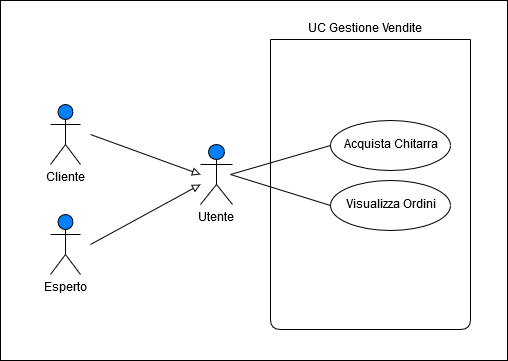 UC Gestione Vendite
Acquista Chitarra
Cliente
Visualizza Ordini
Utente
Esperto